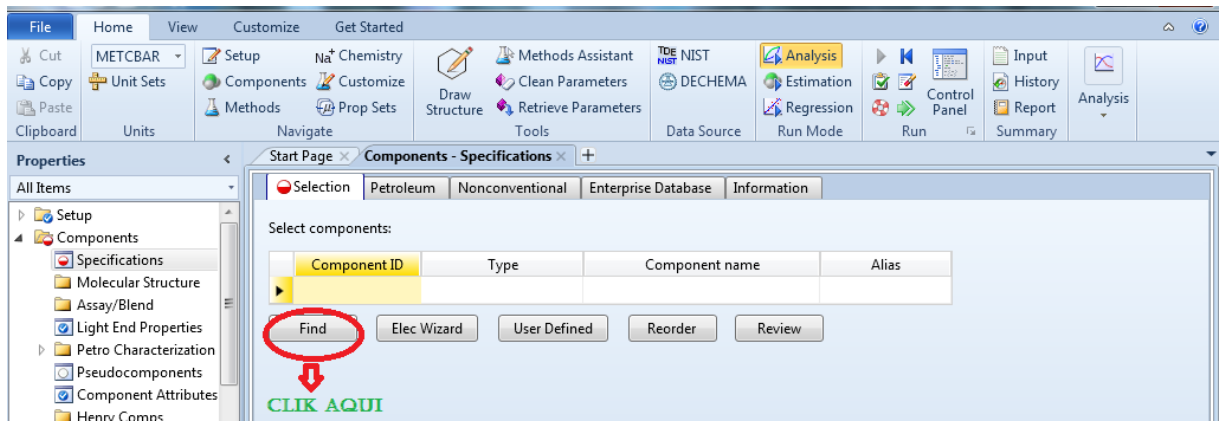 File Home View Customize Get Started
Cut METCBAR Setup Na+ Chemistry Methods Assistant TDE NIST NIST Analysis Input
Copy Unit Sets Components Customize Draw Structure Clean Parameters DECHEMA Estimation Control Panel History Analysis
Paste Methods Prop Sets Retrieve Parameters Regression Report
Clipboard Units Navigate Tools Data Source Run Mode Run Summary
Properties Start Page Components - Specifications +
All Items Selection Petroleum Nonconventional Enterprise Database Information
Setup
Components Select components:
Specifications Component ID Type Component name Alias
Molecular Structure
Assay/Blend
Light End Properties Find Elec Wizard User Defined Reorder Review
Petro Characterization
Pseudocomponents
Component Attributes CLIK AQUI
Henry Comps